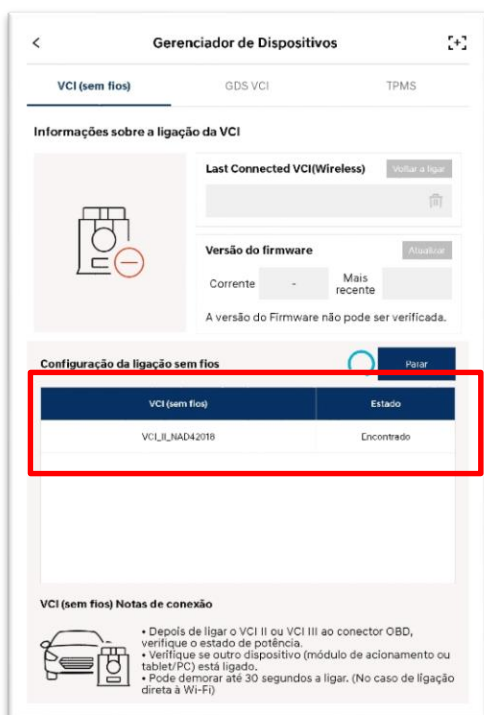 Gerenciador de Dispositivos
VCI (sem fios) GDS VCI TPMS
Informações sobre a ligação da VCI
Last Connected VCI(Wireless) Voltar a ligar
Versão do firmware Atualizar
Corrente - Mais
recente
A versão do Firmware não pode ser verificada.
Configuração da ligação sem fios Parar
VCI (sem fios) Estado
VCI_II_NAD42018 Encontrado
VCI (sem fios) Notas de conexão
• Depois de ligar o VCI II ou VCI III ao conector OBD,
verifique o estado de potência.
• Verifique se outro dispositivo (módulo de acionamento ou
tablet/PC) está ligado.
• Pode demorar até 30 segundos a ligar. (No caso de ligação
direta à Wi-Fi)